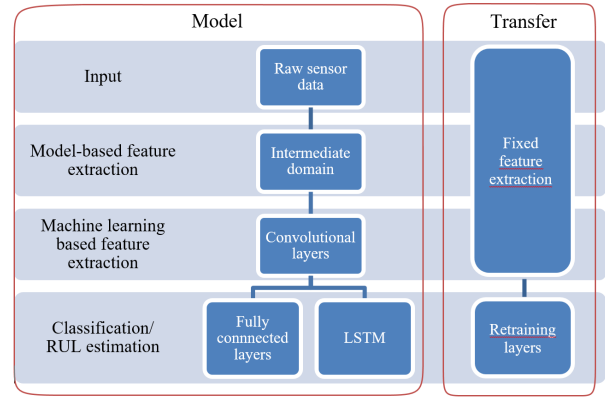 Model
Transfer
Input
Raw sensor
data
Model-based feature
extraction
Intermediate
domain
Fixed
feature
extraction
Machine learning
based feature
extraction
Convolutional
layers
Classification/
RUL estimation
Fully
connnected
layers
LSTM
Retraining
layers